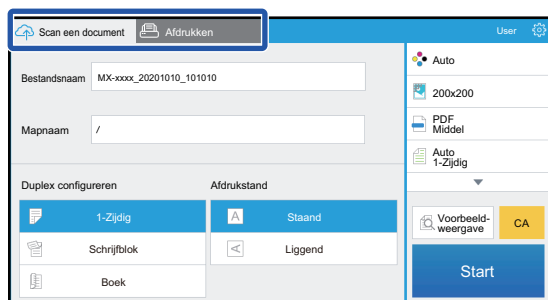 Scan een document
Afdrukken
User
Bestandsnaam
MX-xxxx_20201010_101010
Mapnaam
/
Duplex configureren
Afdrukstand
1-Zijdig
Schrijfblok
Boek
A
Staand
A
Liggend
Auto
200x200
PDF
Middel
Auto
1-Zijdig
Voorbeeld-
weergave
CA
Start